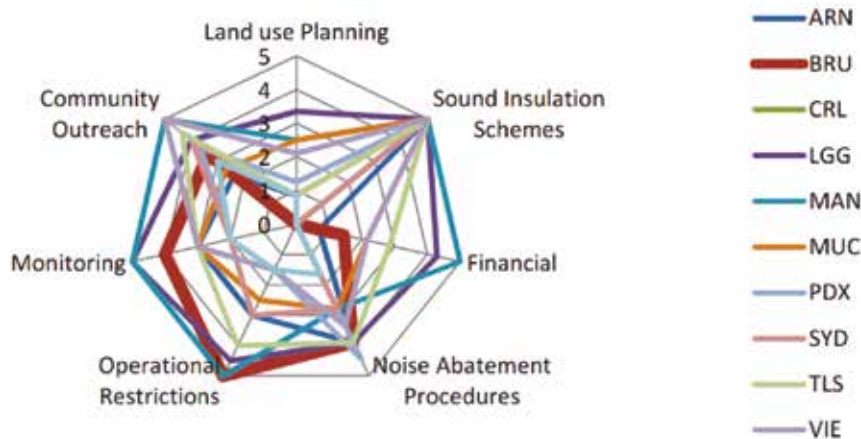 Land use Planning
5
4
3
2
1
0
Sound Insulation
Schemes
Financial
Noise Abatement
Procedures
Operational
Restrictions
Monitoring
Community
Outreach
ARN
BRU
CRL
LGG
MAN
MUC
PDX
SYD
TLS
VIE